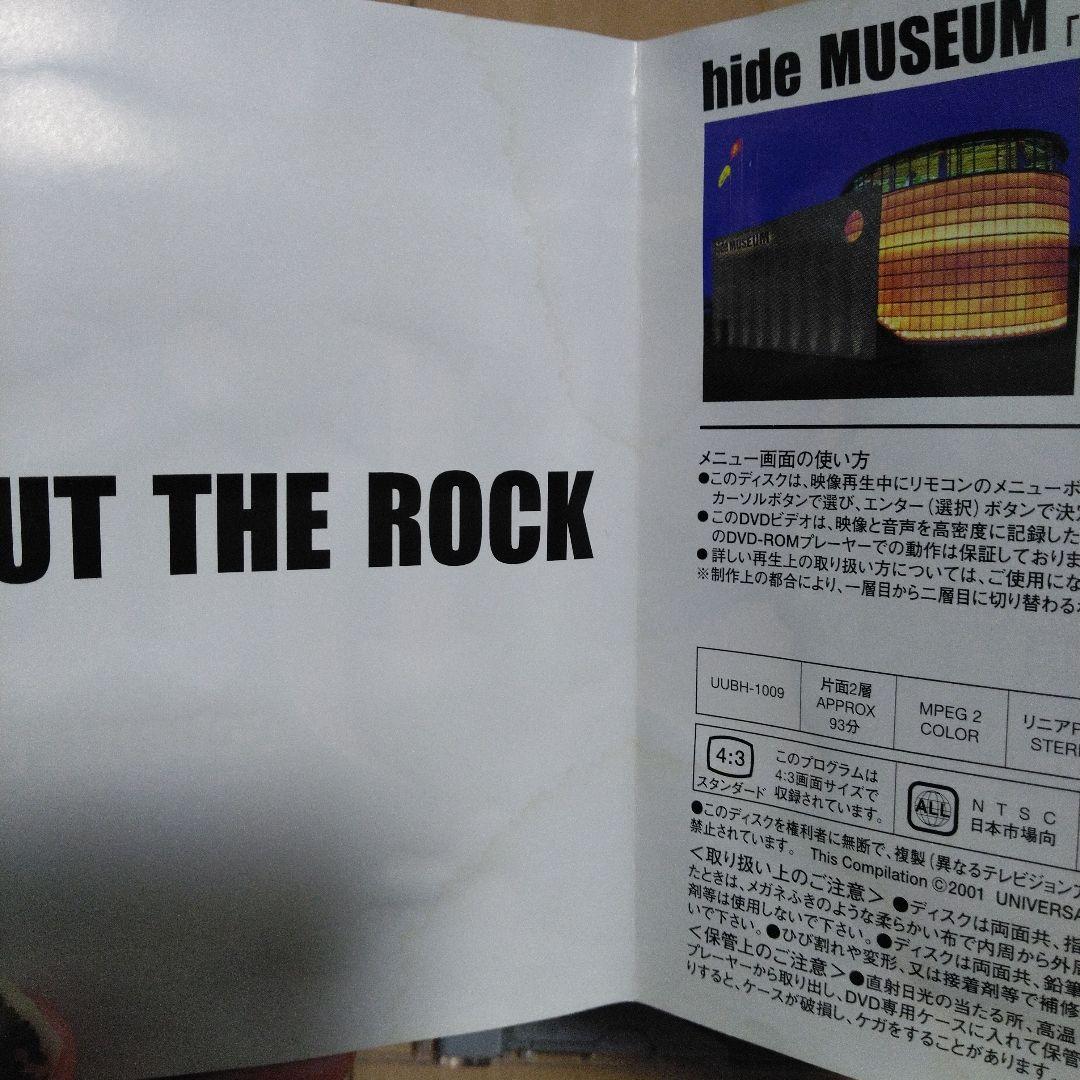 UT THE ROCK
hide MUSEUM「
hide MUSEUM
メニュー画面の使い方
●このディスクは、映像再生中にリモコンのメニューボ
カーソルボタンで選び、エンター（選択）ボタンで決定
●このDVDビデオは、映像と音声を高密度に記録した
のDVD-ROMプレーヤーでの動作は保証しておりま
●詳しい再生上の取り扱い方については、ご使用にな
※制作上の都合により、一層目から二層目に切り替わる
UUBH-1009
片面2層
APPROX
93分
MPEG 2
COLOR
リニアP
STERE
4:3
スタンダード
このプログラムは
4:3画面サイズで
収録されています。
ALL
NTSC
日本市場向
●このディスクを権利者に無断で、複製（異なるテレビジョン方
禁止されています。 This Compilation ©2001 UNIVERSA
＜取り扱い上のご注意＞ ●ディスクは両面共、指
たときは、メガネふきのような柔らかい布で内周から外周
剤等は使用しないで下さい。●ディスクは両面共、鉛筆
いで下さい。●ひび割れや変形、又は接着剤等で補修
＜保管上のご注意＞ ●直射日光の当たる所、高温
プレーヤーから取り出し、DVD専用ケースに入れて保管
りすると、ケースが破損し、ケガをすることがあります